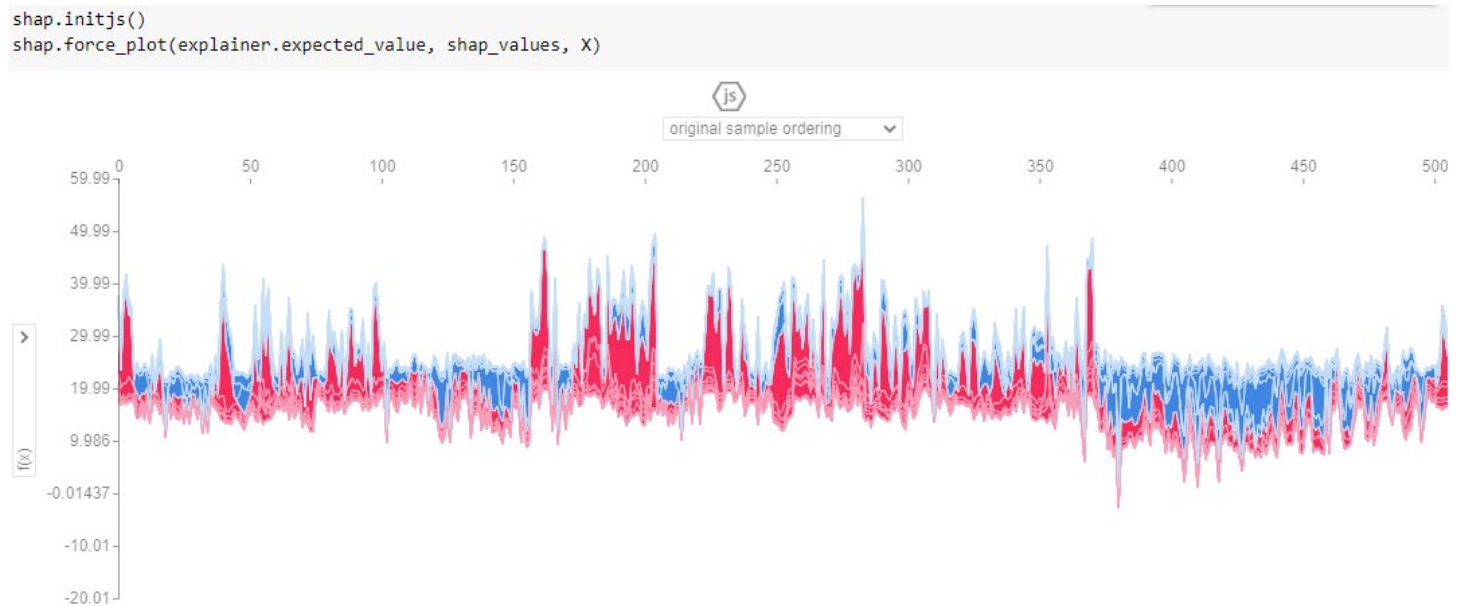 shap.initjs()
shap.force_plot(explainer.expected_value, shap_values, X)
js
original sample ordering
0 50 100 150 200 250 300 350 400 450 500
59.99
49.99
39.99
29.99
19.99
9.986
-0.01437
-10.01
-20.01
f(x)